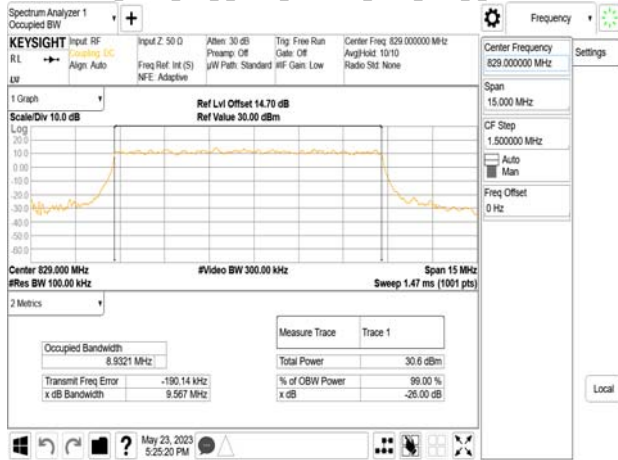 Spectrum Analyzer 1
Occupied BW
Frequency
KEYSIGHT
R L
LVI
Input: RF
Coupling: DC
Align: Auto
Input Z: 50 Ω
Freq Ref: Int (S)
NFE: Adaptive
Atten: 30 dB
Preamp: Off
µW Path: Standard
Trig: Free Run
Gate: Off
#IF Gain: Low
Center Freq: 829.000000 MHz
Avg|Hold: 10/10
Radio Std: None
Center Frequency
829.000000 MHz
Settings
Span
15.000 MHz
CF Step
1.500000 MHz
Auto
Man
Freq Offset
0 Hz
Local
1 Graph
Scale/Div 10.0 dB
Ref Lvl Offset 14.70 dB
Ref Value 30.00 dBm
Log
20.0
10.0
0.00
-10.0
-20.0
-30.0
-40.0
-50.0
-60.0
Center 829.000 MHz
#Video BW 300.00 kHz
Span 15 MHz
#Res BW 100.00 kHz
Sweep 1.47 ms (1001 pts)
2 Metrics
Measure Trace Trace 1
Occupied Bandwidth
8.9321 MHz
Total Power 30.6 dBm
Transmit Freq Error -190.14 kHz
% of OBW Power 99.00 %
x dB Bandwidth 9.567 MHz
x dB -26.00 dB
May 23, 2023
5:25:20 PM